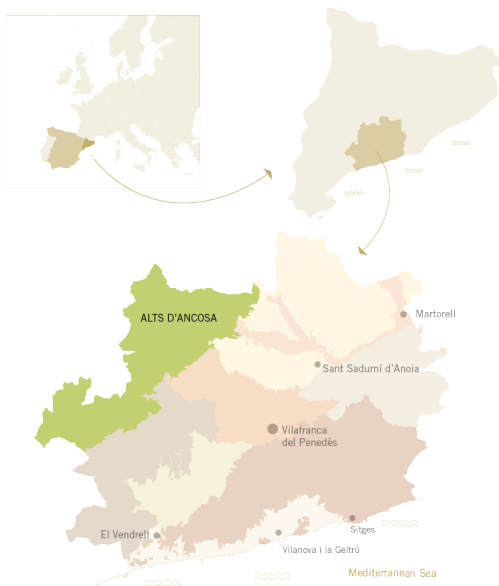 ALTS D'ANCOSA
Martorell
Sant Sadurní d'Anoia
Vilafranca
del Penedès
El Vendrell
Sitges
Vilanova i la Geltrú
Mediterranean Sea